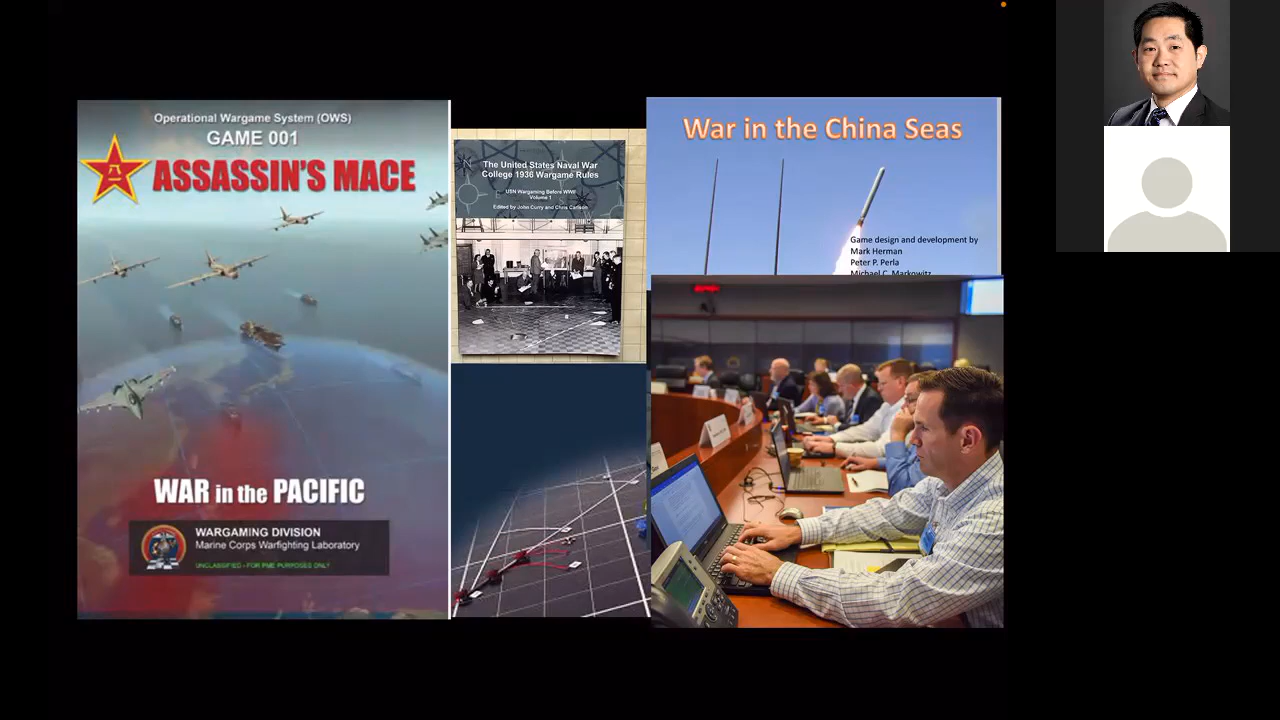 Operational Wargame System (OWS)
GAME 001
ASSASSIN'S MACE
WAR in the PACIFIC
WARGAMING DIVISION
Marine Corps Warfighting Laboratory
UNCLASSIFIED - FOR PME PURPOSES ONLY
The United States Naval War
College 1936 Wargame Rules
USN Wargaming Before WWII
Volume 1
Edited by John Curry and Chris Carlson
War in the China Seas
Game design and development by
Mark Herman
Peter P. Perla
Michael C. Markowitz